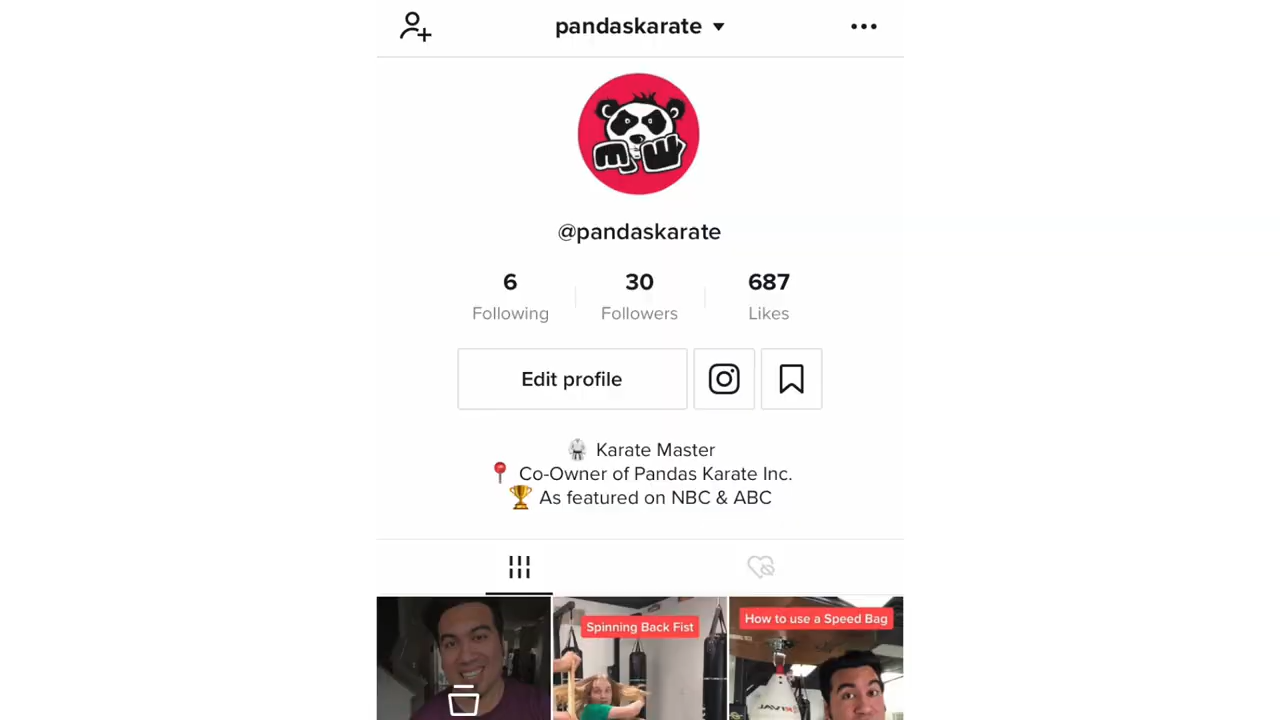 pandaskarate
@pandaskarate
6 30 687
Following Followers Likes
Edit profile
Karate Master
Co-Owner of Pandas Karate Inc.
As featured on NBC & ABC
Spinning Back Fist
How to use a Speed Bag
RIVAL